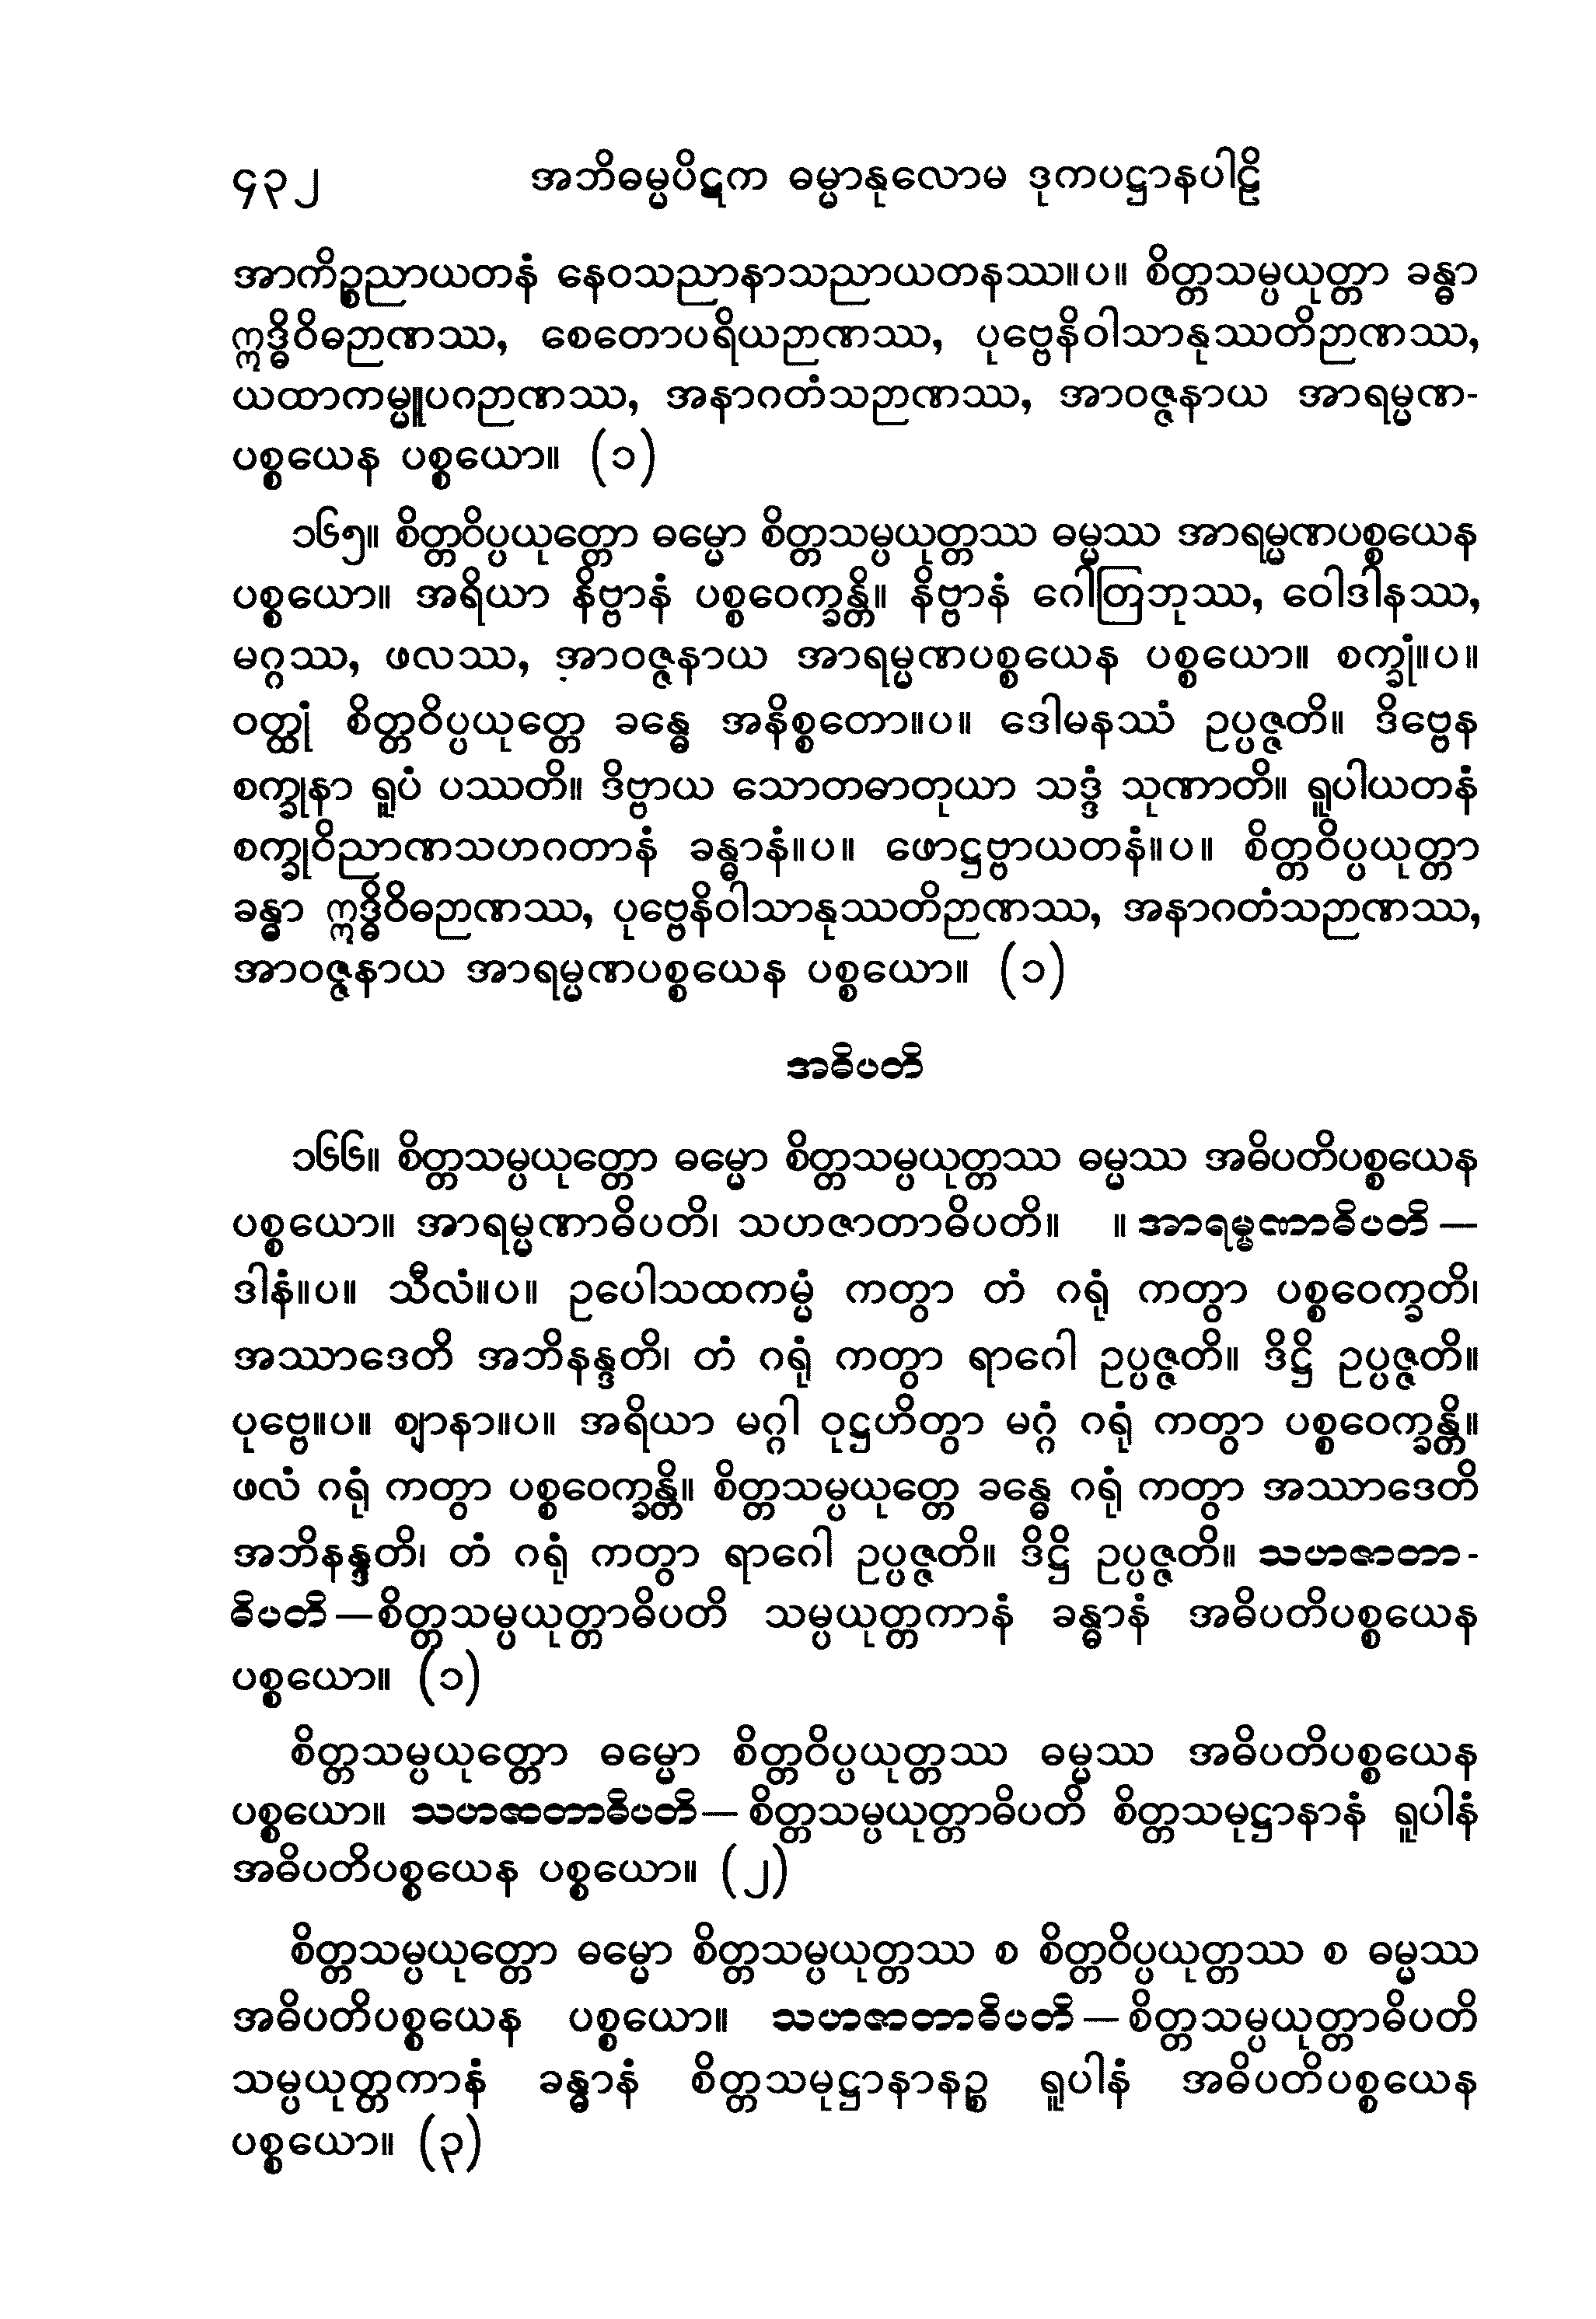 ၄၃၂ အဘိဓမ္မပိဋက ဓမ္မာနုလောမ ဒုကပဋ္ဌာနပါဠိ
အာကိဉ္စညာယတနံ နေဝသညာနာသညာယတနဿ။ပ။ စိတ္တသမ္ပယုတ္တာ ခန္ဓာ
ဣဒ္ဓိဝိဓဉာဏဿ, စေတောပရိယဉာဏဿ, ပုဗ္ဗေနိဝါသာနုဿတိဉာဏဿ,
ယထာကမ္မူပဂဉာဏဿ, အနာဂတံသဉာဏဿ, အာဝဇ္ဇနာယ အာရမ္မဏ-
ပစ္စယေန ပစ္စယော။ (၁)
၁၆၅။ စိတ္တဝိပ္ပယုတ္တော ဓမ္မော စိတ္တသမ္ပယုတ္တဿ ဓမ္မဿ အာရမ္မဏပစ္စယေန
ပစ္စယော။ အရိယာ နိဗ္ဗာနံ ပစ္စဝေက္ခန္တိ။ နိဗ္ဗာနံ ဂေါတြဘုဿ, ဝေါဒါနဿ,
မဂ္ဂဿ, ဖလဿ, အာဝဇ္ဇနာယ အာရမ္မဏပစ္စယေန ပစ္စယော။ စက္ခုံ။ပ။
ဝတ္ထုံ စိတ္တဝိပ္ပယုတ္တေ ခန္ဓေ အနိစ္စတော။ပ။ ဒေါမနဿံ ဥပ္ပဇ္ဇတိ။ ဒိဗ္ဗေန
စက္ခုနာ ရူပံ ပဿတိ။ ဒိဗ္ဗာယ သောတဓာတုယာ သဒ္ဒံ သုဏာတိ။ ရူပါယတနံ
စက္ခုဝိညာဏသဟဂတာနံ ခန္ဓာနံ။ပ။ ဖောဋ္ဌဗ္ဗာယတနံ။ပ။ စိတ္တဝိပ္ပယုတ္တာ
ခန္ဓာ ဣဒ္ဓိဝိဓဉာဏဿ, ပုဗ္ဗေနိဝါသာနုဿတိဉာဏဿ, အနာဂတံသဉာဏဿ,
အာဝဇ္ဇနာယ အာရမ္မဏပစ္စယေန ပစ္စယော။ (၁)
အဓိပတိ
၁၆၆။ စိတ္တသမ္ပယုတ္တော ဓမ္မော စိတ္တသမ္ပယုတ္တဿ ဓမ္မဿ အဓိပတိပစ္စယေန
ပစ္စယော။ အာရမ္မဏာဓိပတိ၊ သဟဇာတာဓိပတိ။ ။ အာရမ္မဏာဓိပတိ —
ဒါနံ။ပ။ သီလံ။ပ။ ဥပေါသထကမ္မံ ကတွာ တံ ဂရုံ ကတွာ ပစ္စဝေက္ခတိ၊
အဿာဒေတိ အဘိနန္ဒတိ၊ တံ ဂရုံ ကတွာ ရာဂေါ ဥပ္ပဇ္ဇတိ။ ဒိဋ္ဌိ ဥပ္ပဇ္ဇတိ။
ပုဗ္ဗေ။ပ။ ဈာနာ။ပ။ အရိယာ မဂ္ဂါ ဝုဋ္ဌဟိတွာ မဂ္ဂံ ဂရုံ ကတွာ ပစ္စဝေက္ခန္တိ။
ဖလံ ဂရုံ ကတွာ ပစ္စဝေက္ခန္တိ။ စိတ္တသမ္ပယုတ္တေ ခန္ဓေ ဂရုံ ကတွာ အဿာဒေတိ
အဘိနန္ဒတိ၊ တံ ဂရုံ ကတွာ ရာဂေါ ဥပ္ပဇ္ဇတိ။ ဒိဋ္ဌိ ဥပ္ပဇ္ဇတိ။ သဟဇာတာ-
ဓိပတိ — စိတ္တသမ္ပယုတ္တာဓိပတိ သမ္ပယုတ္တကာနံ ခန္ဓာနံ အဓိပတိပစ္စယေန
ပစ္စယော။ (၁)
စိတ္တသမ္ပယုတ္တော ဓမ္မော စိတ္တဝိပ္ပယုတ္တဿ ဓမ္မဿ အဓိပတိပစ္စယေန
ပစ္စယော။ သဟဇာတာဓိပတိ — စိတ္တသမ္ပယုတ္တာဓိပတိ စိတ္တသမုဋ္ဌာနာနံ ရူပါနံ
အဓိပတိပစ္စယေန ပစ္စယော။ (၂)
စိတ္တသမ္ပယုတ္တော ဓမ္မော စိတ္တသမ္ပယုတ္တဿ စ စိတ္တဝိပ္ပယုတ္တဿ စ ဓမ္မဿ
အဓိပတိပစ္စယေန ပစ္စယော။ သဟဇာတာဓိပတိ — စိတ္တသမ္ပယုတ္တာဓိပတိ
သမ္ပယုတ္တကာနံ ခန္ဓာနံ စိတ္တသမုဋ္ဌာနာနဉ္စ ရူပါနံ အဓိပတိပစ္စယေန
ပစ္စယော။ (၃)